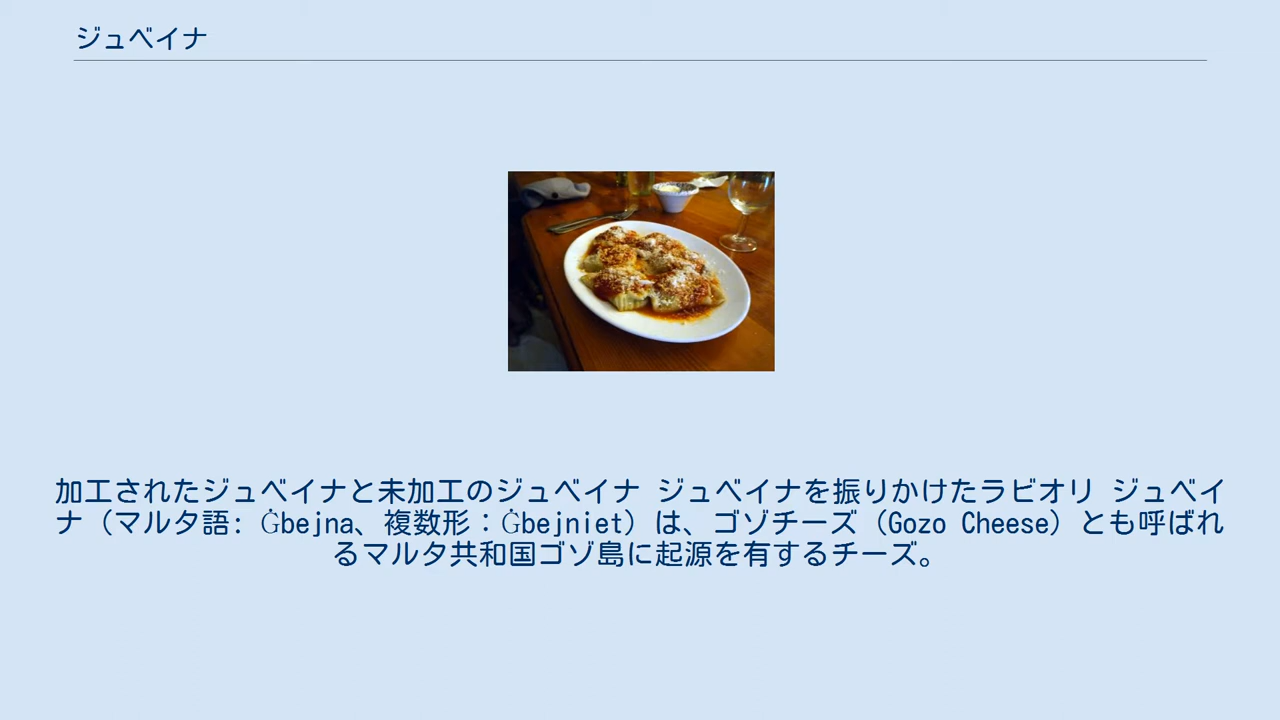 ジュベイナ
加工されたジュベイナと未加工のジュベイナ ジュベイナを振りかけたラビオリ ジュベイ
ナ（マルタ語: Ġbejna、複数形：Ġbejniet）は、ゴゾチーズ（Gozo Cheese）とも呼ばれ
るマルタ共和国ゴゾ島に起源を有するチーズ。